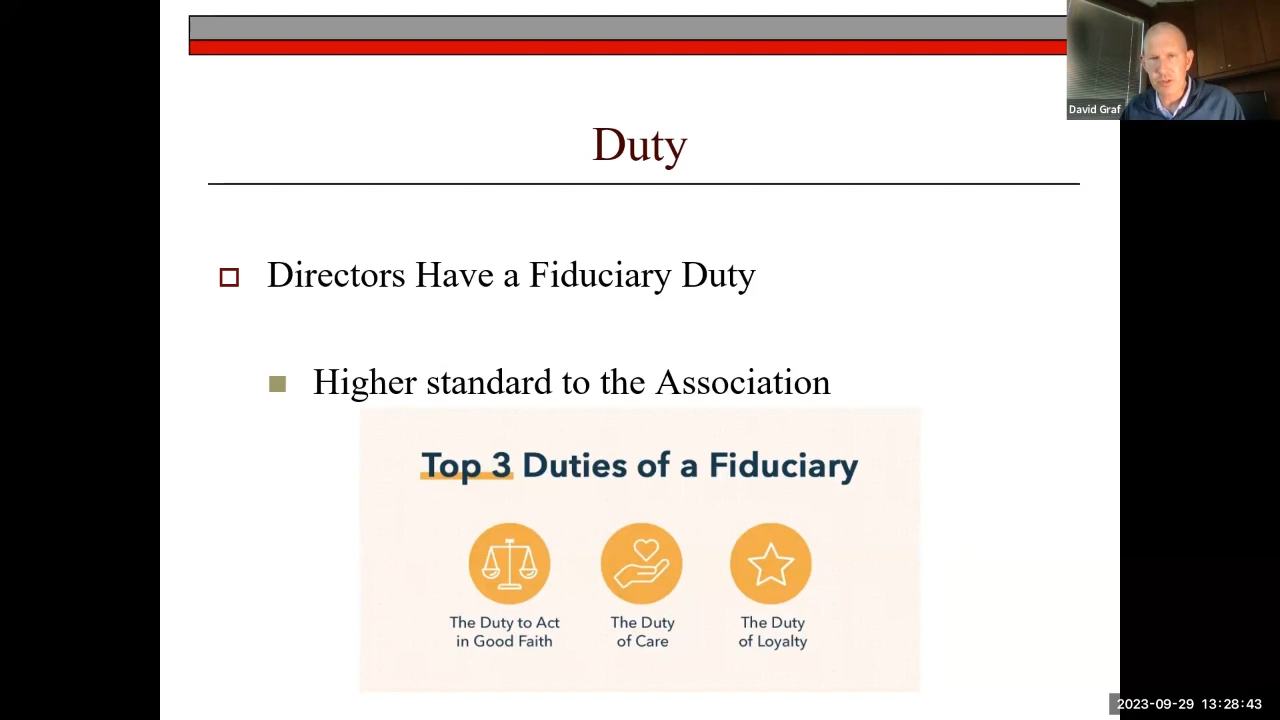 David Graf
Duty
Directors Have a Fiduciary Duty
Higher standard to the Association
Top 3 Duties of a Fiduciary
The Duty to Act
in Good Faith
The Duty
of Care
The Duty
of Loyalty
2023-09-29 13:28:43